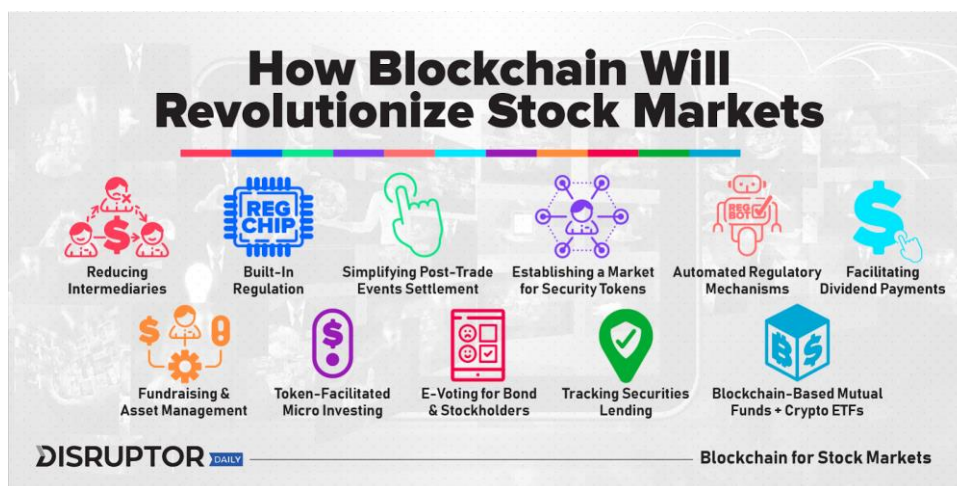 How Blockchain Will
Revolutionize Stock Markets
REG
CHIP
REG
BOT
Reducing
Intermediaries
Built-In
Regulation
Simplifying Post-Trade
Events Settlement
Establishing a Market
for Security Tokens
Automated Regulatory
Mechanisms
Facilitating
Dividend Payments
Fundraising &
Asset Management
Token-Facilitated
Micro Investing
E-Voting for Bond
& Stockholders
Tracking Securities
Lending
Blockchain-Based Mutual
Funds + Crypto ETFs
DISRUPTOR DAILY
Blockchain for Stock Markets